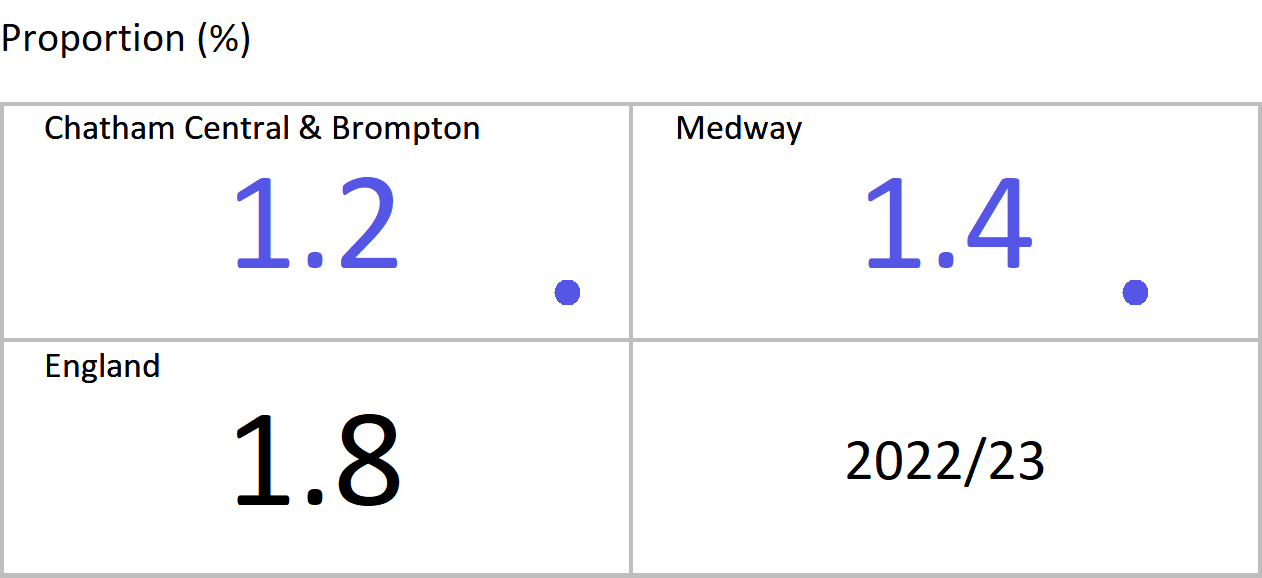 Proportion (%)
Chatham Central & Brompton
1.2
Medway
1.4
England
1.8
2022/23